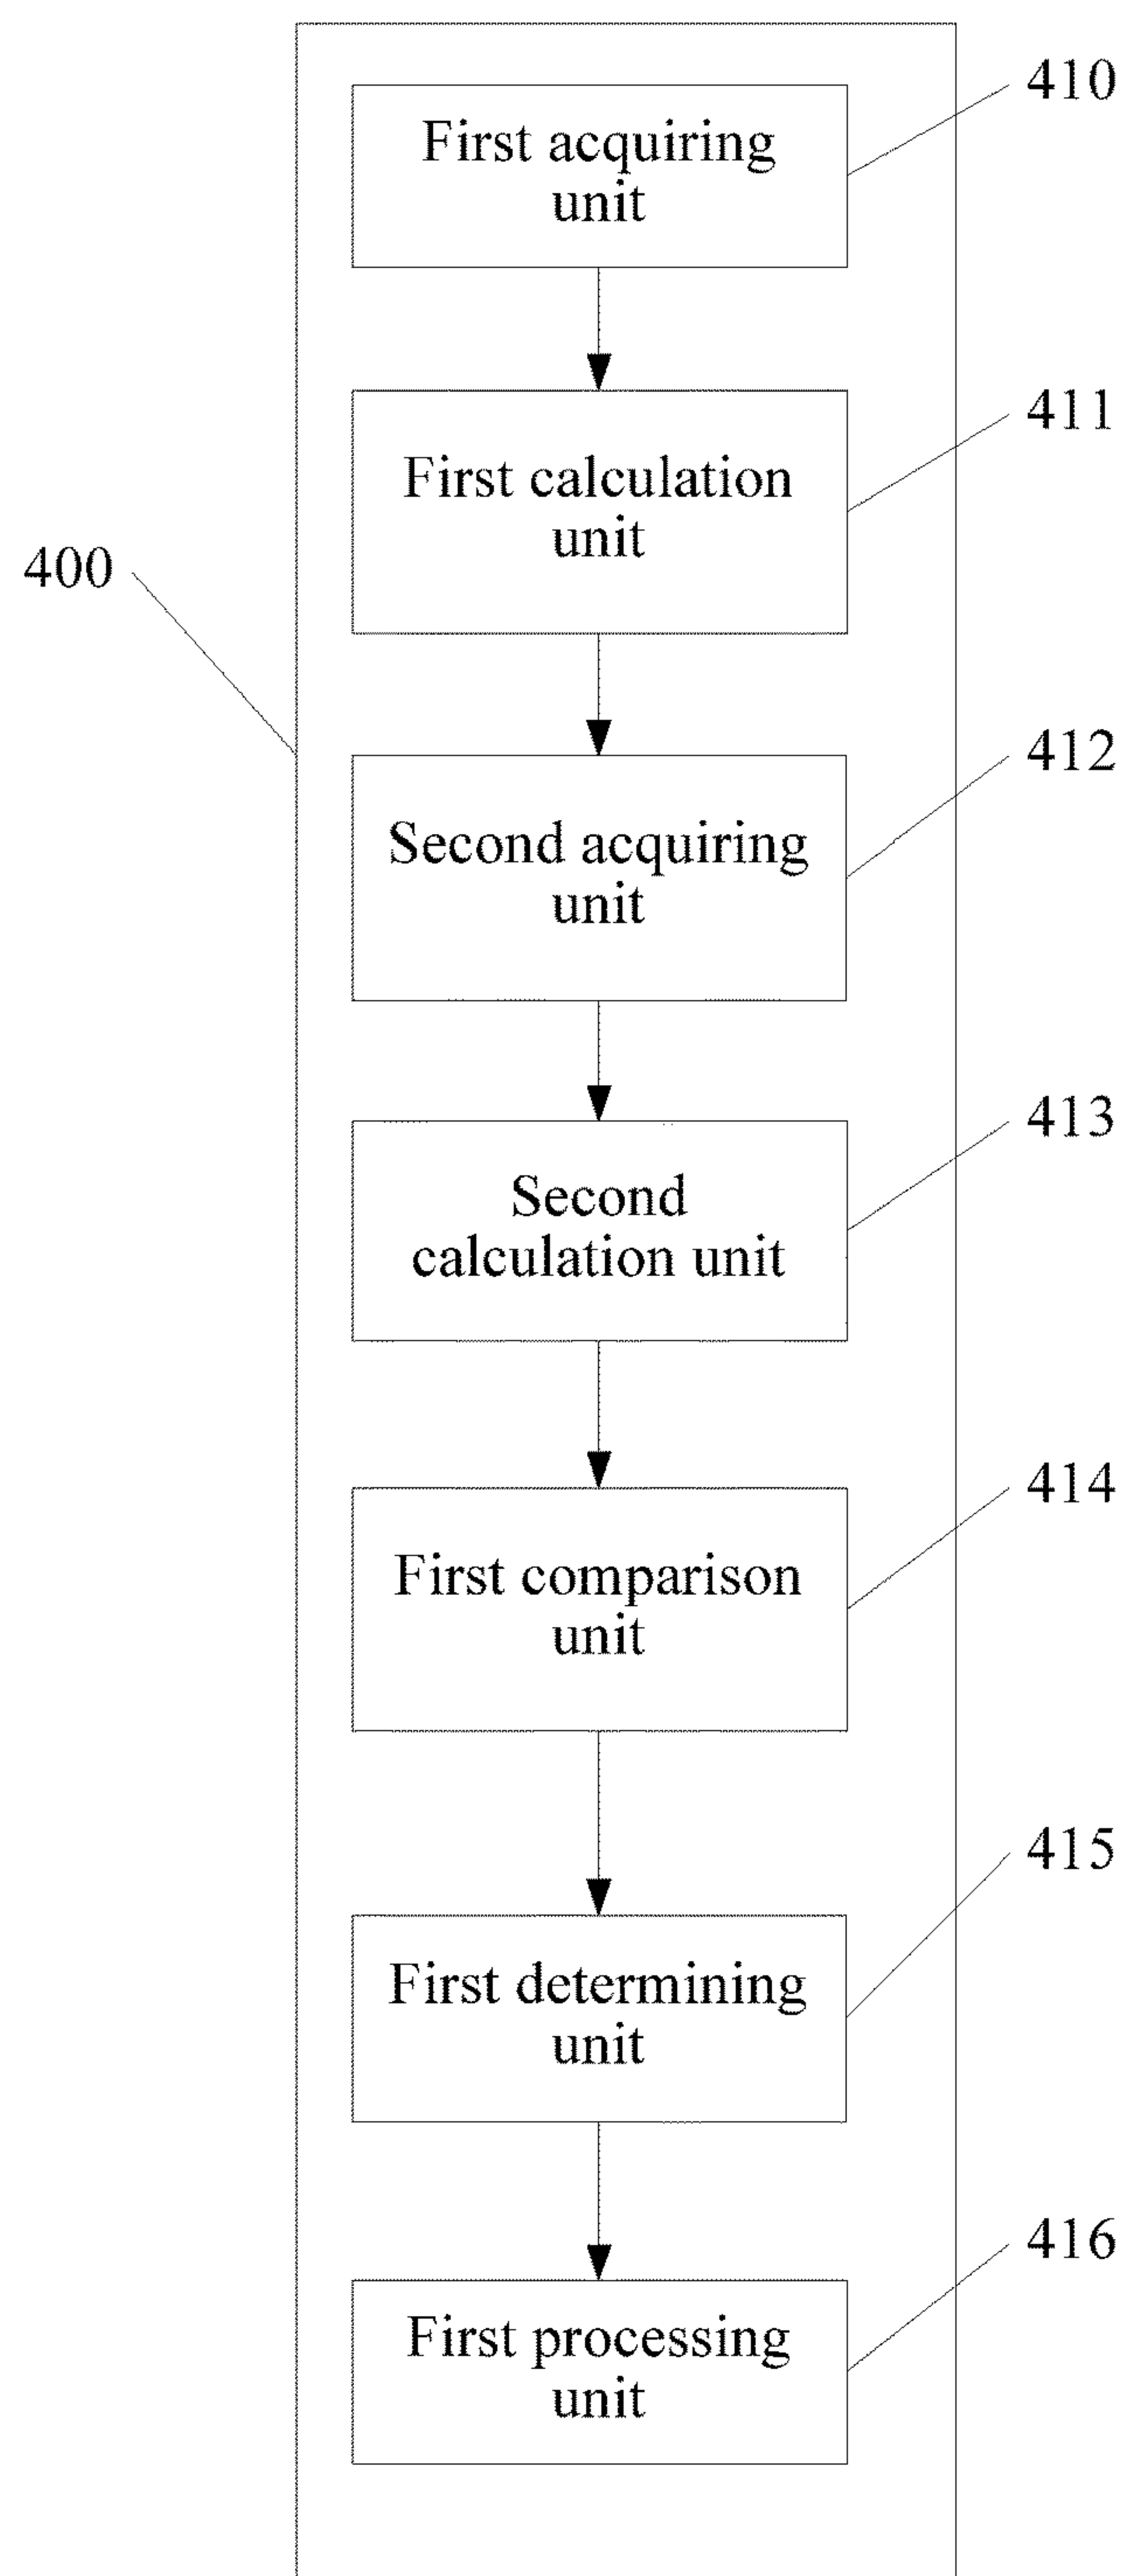 410
First acquiring
unit
411
First calculation
unit
400
412
Second acquiring
unit
413
Second
calculation unit
414
First comparison
unit
415
First determining
unit
416
First processing
unit